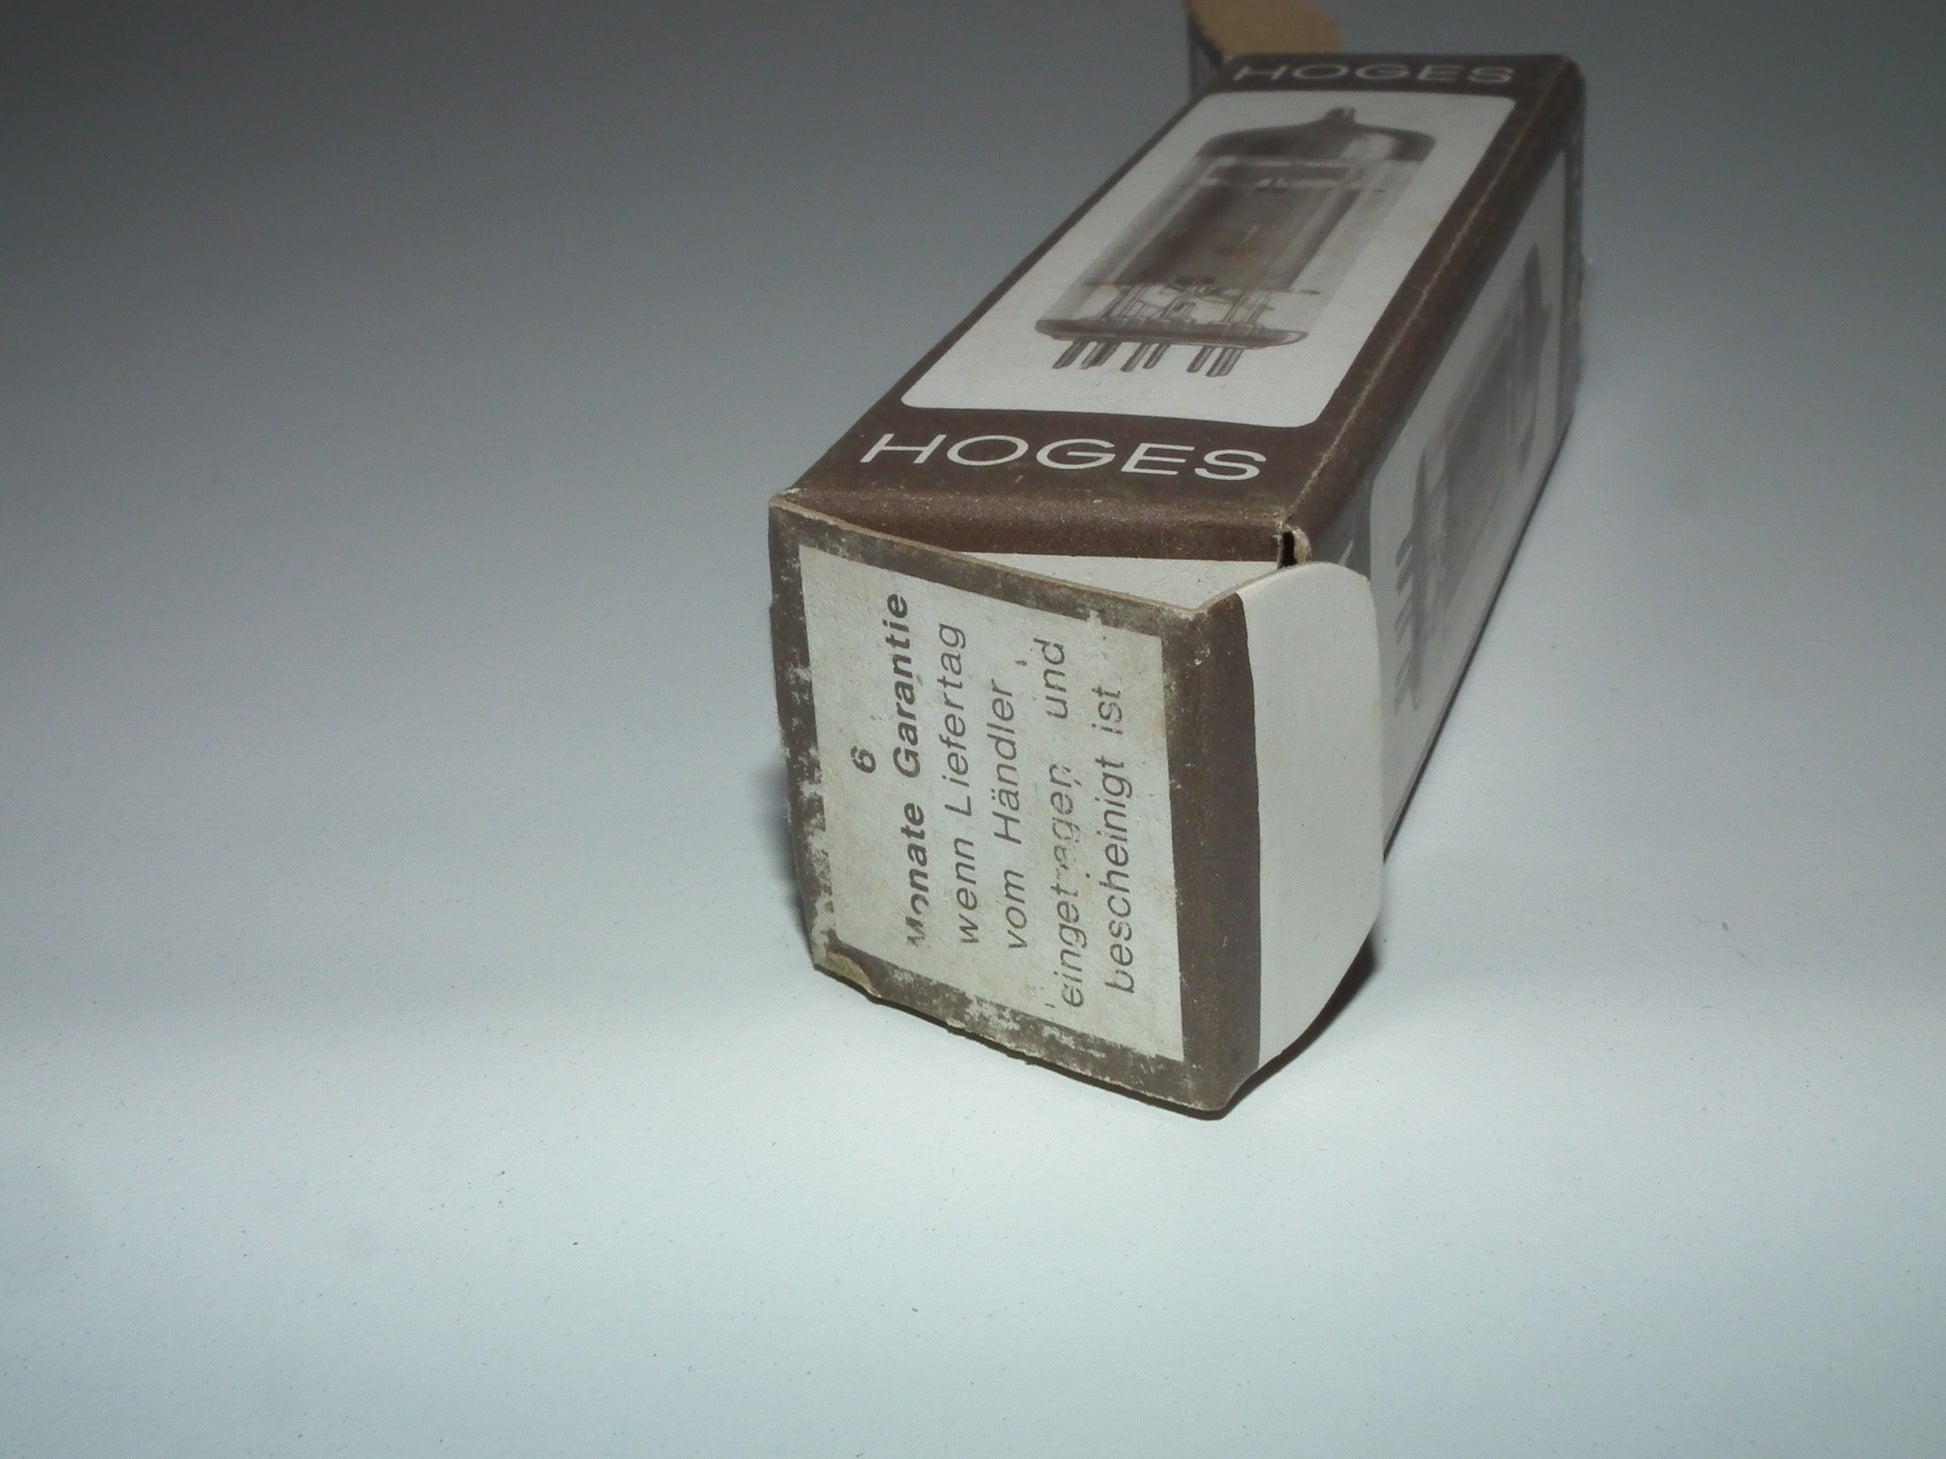 HOGES
HOGES
6
Monate Garantie
wenn Liefertag
vom Händler
eingetragen und
bescheinigt ist